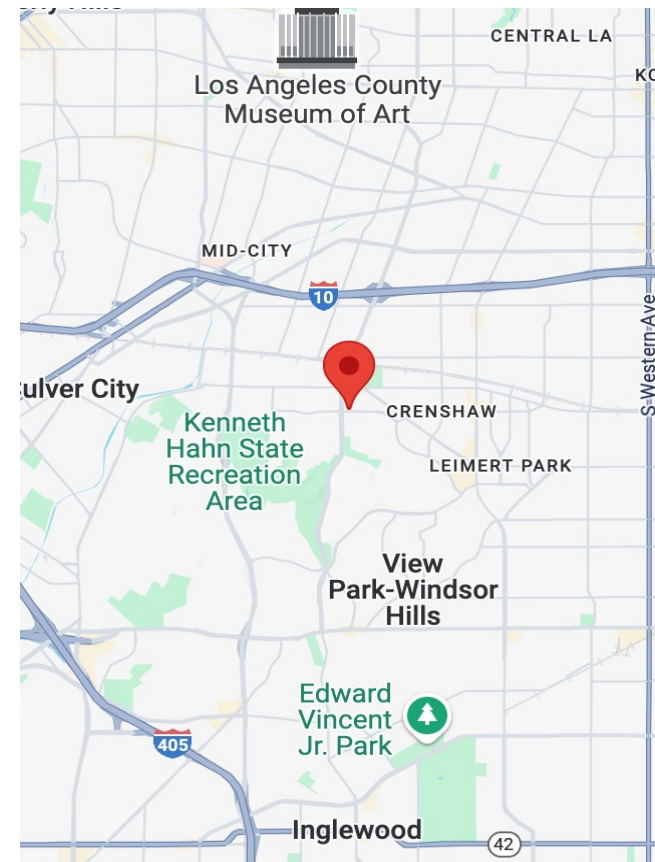 CENTRAL LA
Los Angeles County
Museum of Art
MID-CITY
10
S Western Ave
ulver City
Kenneth
Hahn State
Recreation
Area
CRENSHAW
LEIMERT PARK
View
Park-Windsor
Hills
Edward
Vincent
Jr. Park
405
Inglewood
42